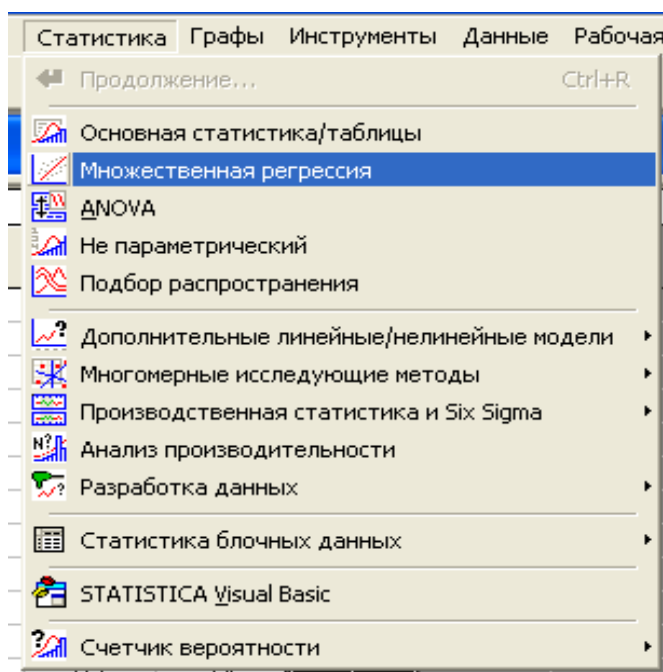 Статистика Графы Инструменты Данные Рабочая
Продолжение... Ctrl+R
Основная статистика/таблицы
Множественная регрессия
ANOVA
Не параметрический
Подбор распространения
Дополнительные линейные/нелинейные модели
Многомерные исследующие методы
Производственная статистика и Six Sigma
Анализ производительности
Разработка данных
Статистика блочных данных
STATISTICA Visual Basic
Счетчик вероятности